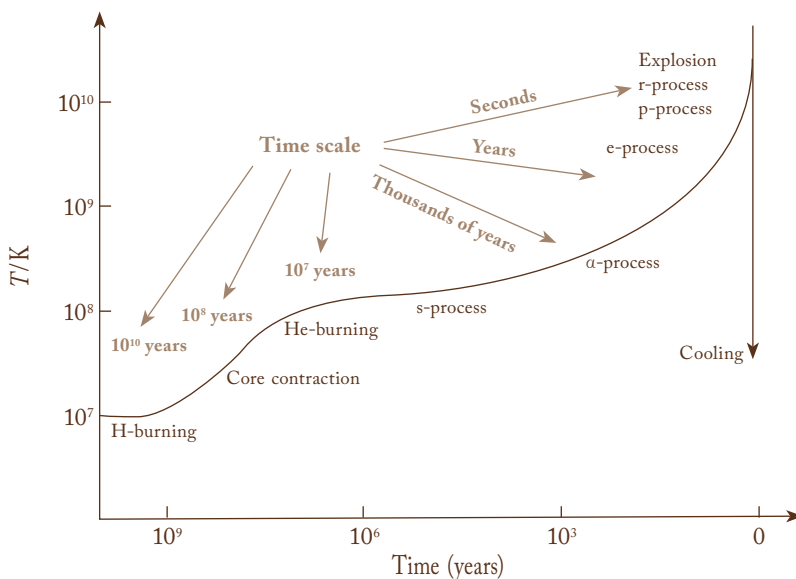 Explosion
r-process
p-process
Seconds
10¹⁰
Time scale
Years
e-process
Thousands of years
10⁹
T/K
α-process
10⁷ years
s-process
10⁸
10⁸ years
He-burning
10¹⁰ years
Cooling
Core contraction
10⁷
H-burning
10⁹
10⁶
10³
0
Time (years)